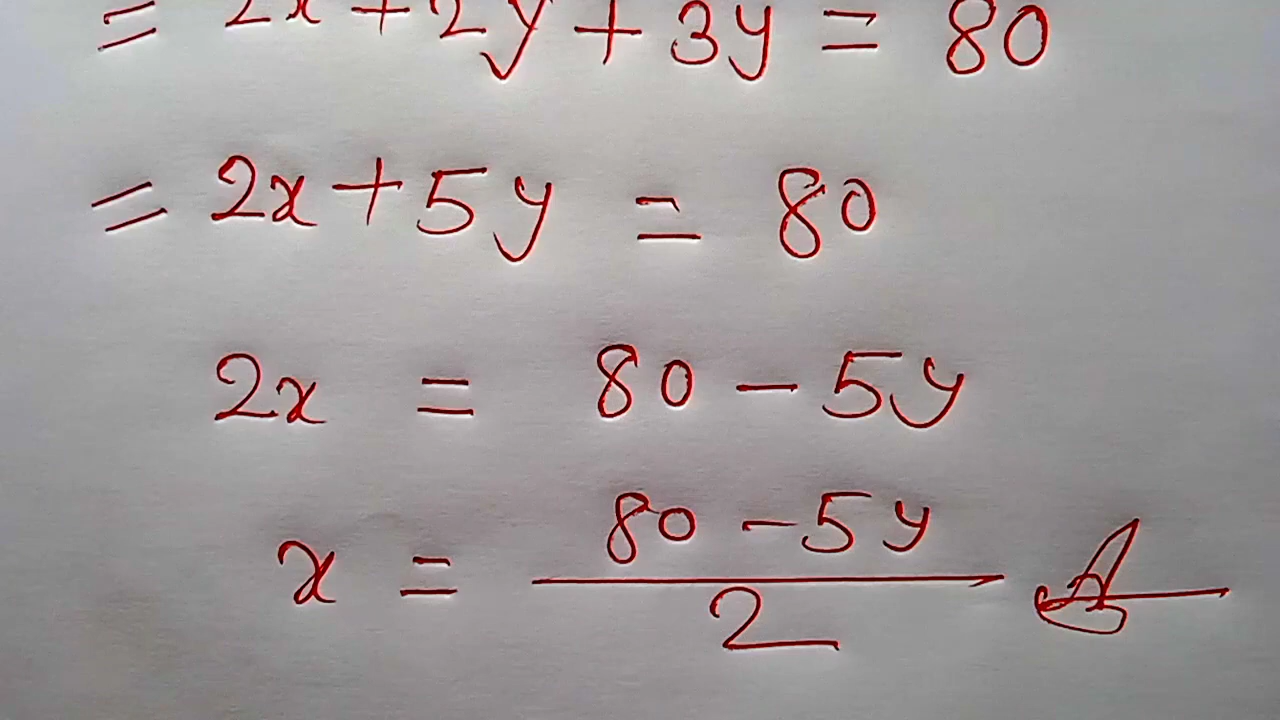 = 2x + 2y + 3y = 80
= 2x + 5y = 80
2x = 80 - 5y
x = 80 - 5y
2